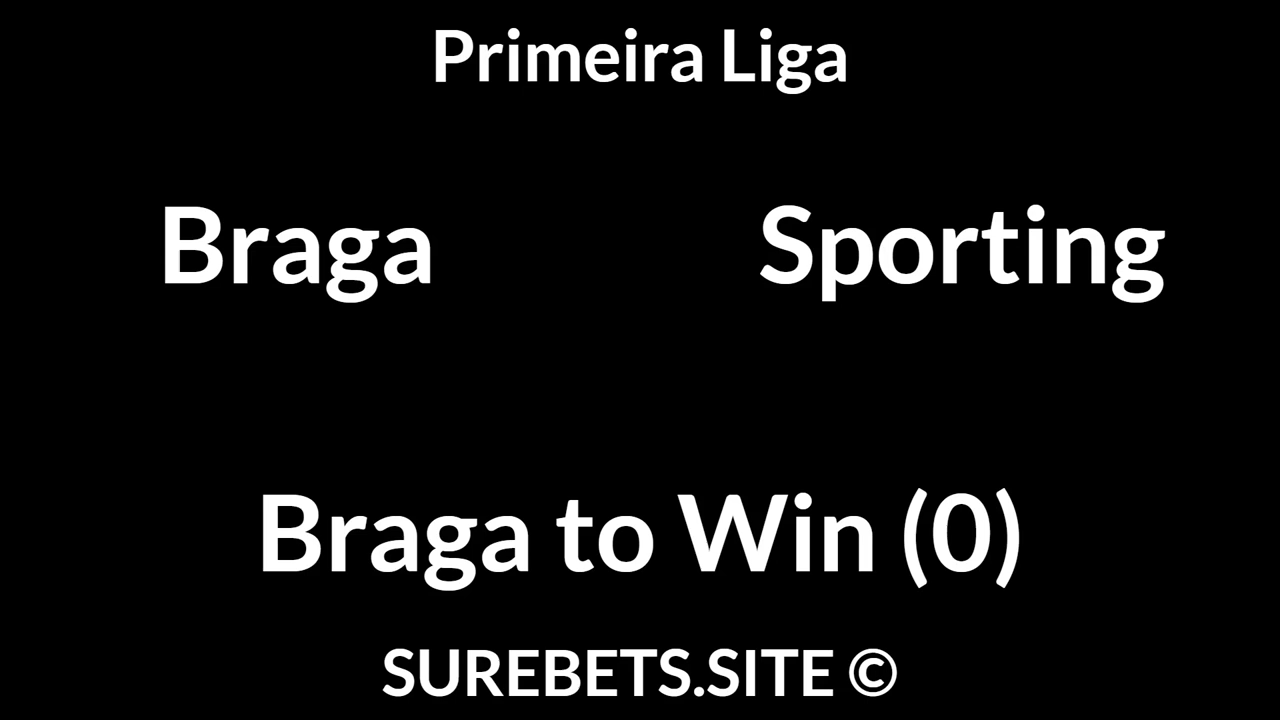 Primeira Liga
Braga Sporting
Braga to Win (0)
SUREBETS.SITE ©